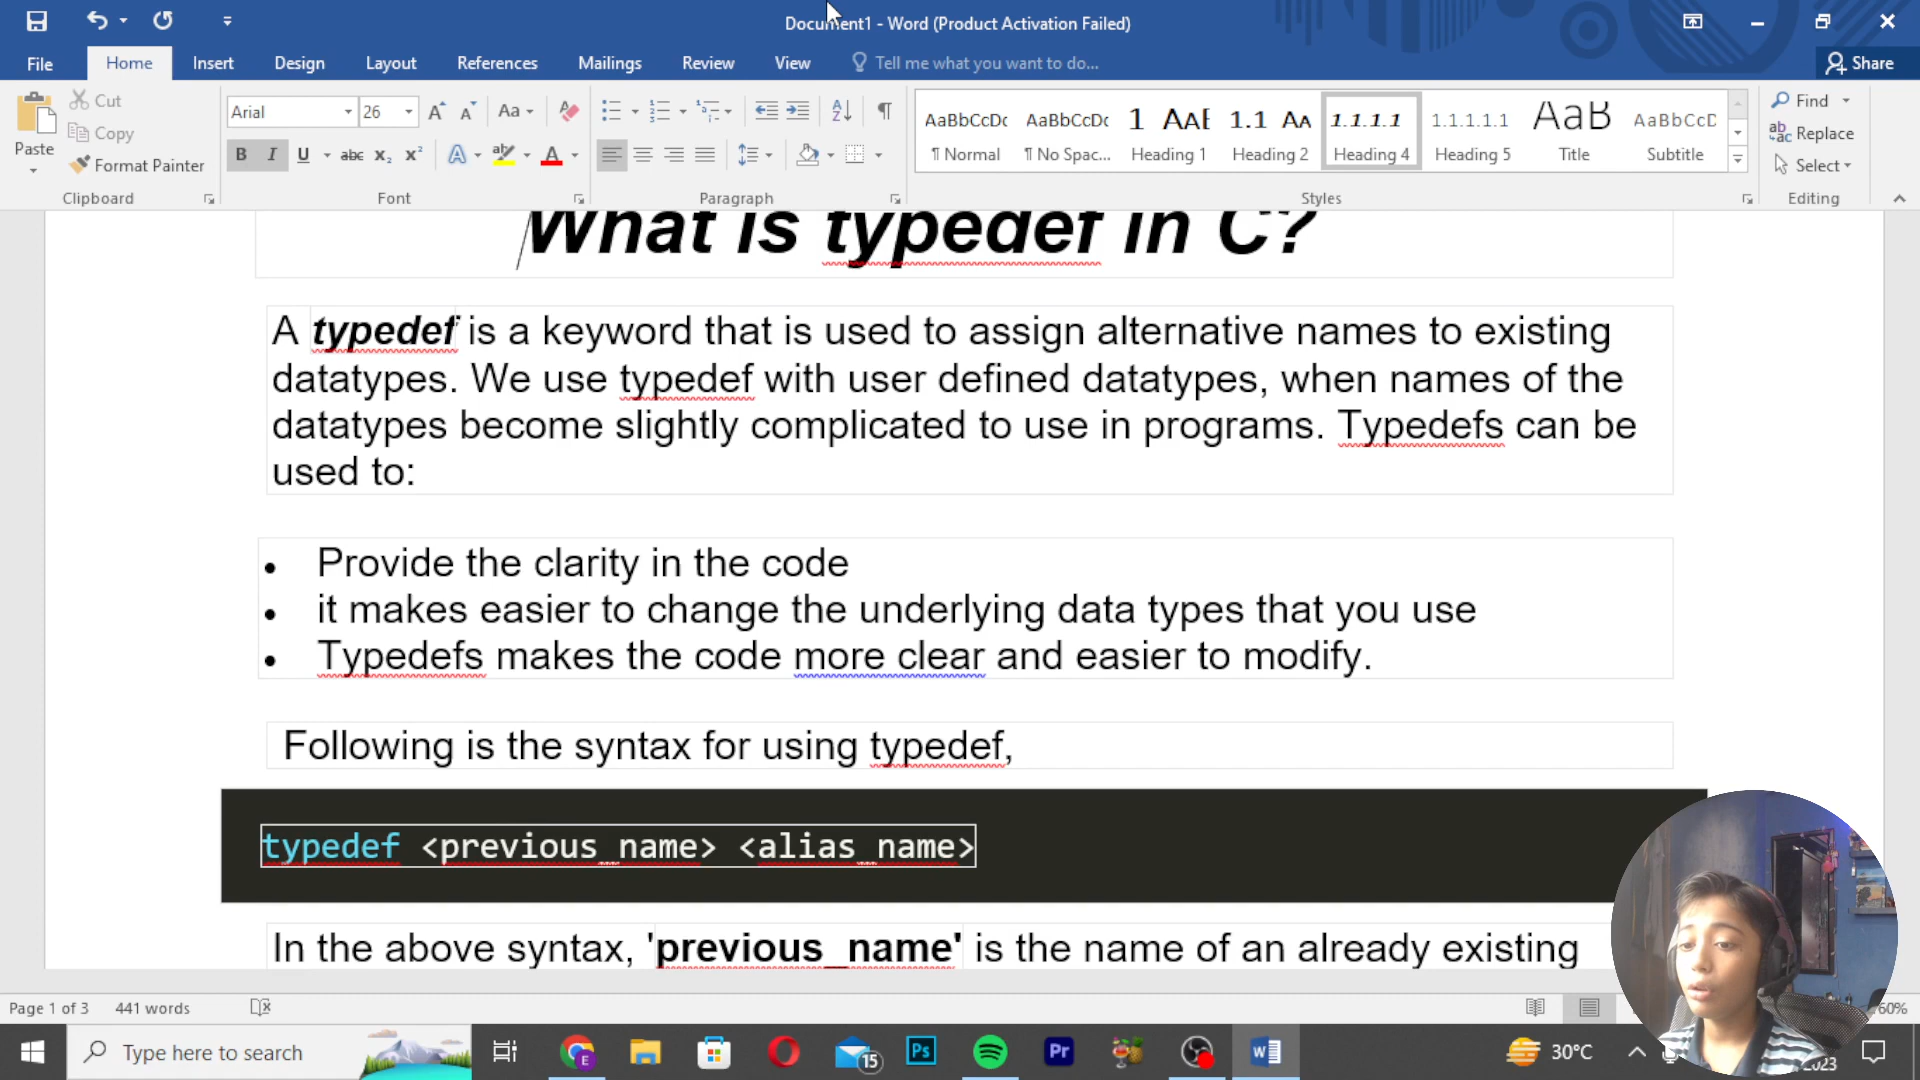 Document1 - Word (Product Activation Failed)
File Home Insert Design Layout References Mailings Review View Tell me what you want to do... Share
Paste
Cut
Copy
Format Painter
Clipboard
Arial 26
Font
Paragraph
AaBbCcDc ¶ Normal
AaBbCcDc ¶ No Spac...
1 AaE Heading 1
1.1 Aa Heading 2
1.1.1.1 Heading 4
1.1.1.1.1 Heading 5
AaB Title
AaBbCcD Subtitle
Styles
Find
Replace
Select
Editing
What is typedef in C?
A typedef is a keyword that is used to assign alternative names to existing
datatypes. We use typedef with user defined datatypes, when names of the
datatypes become slightly complicated to use in programs. Typedefs can be
used to:
• Provide the clarity in the code
• it makes easier to change the underlying data types that you use
• Typedefs makes the code more clear and easier to modify.
Following is the syntax for using typedef,
typedef <previous_name> <alias_name>
In the above syntax, 'previous_name' is the name of an already existing
Page 1 of 3 441 words 60%
Type here to search
15
Ps
Pr
30°C
2023